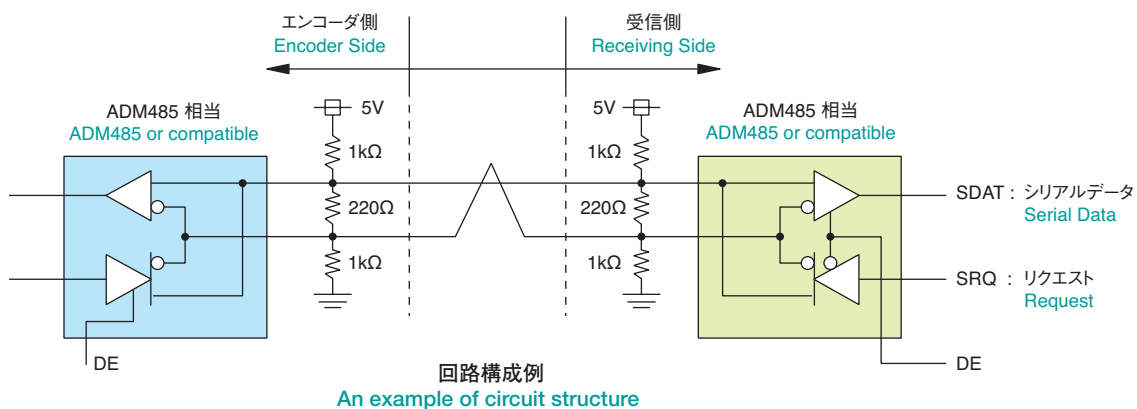 エンコーダ側
Encoder Side
受信側
Receiving Side
ADM485 相当
ADM485 or compatible
5V
5V
ADM485 相当
ADM485 or compatible
1kΩ
1kΩ
220Ω
220Ω
1kΩ
1kΩ
SDAT : シリアルデータ
Serial Data
SRQ : リクエスト
Request
DE
DE
回路構成例
An example of circuit structure